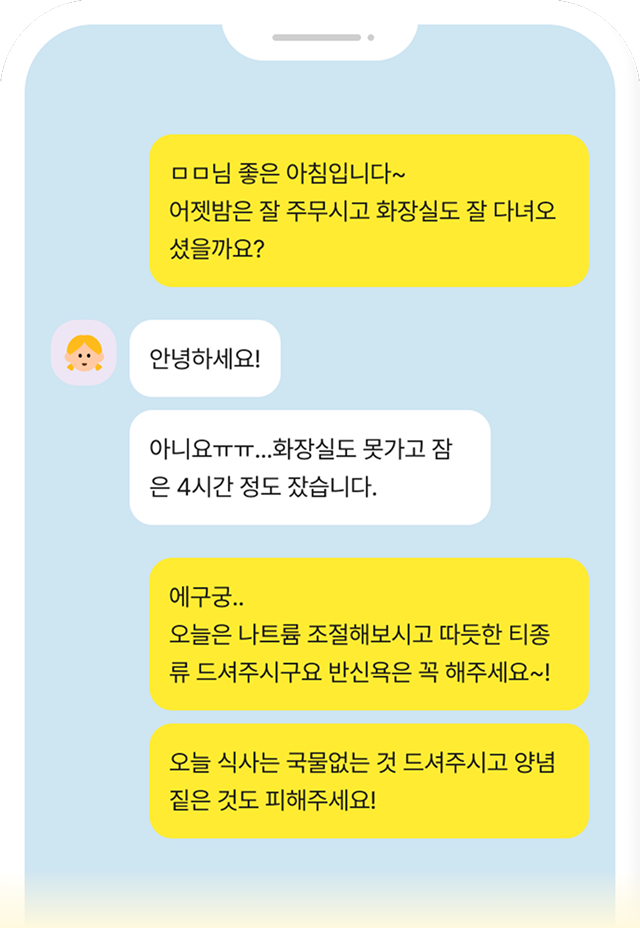 ㅁㅁ님 좋은 아침입니다~
어젯밤은 잘 주무시고 화장실도 잘 다녀오
셨을까요?
안녕하세요!
아니요ㅠㅠ...화장실도 못가고 잠
은 4시간 정도 잤습니다.
에구궁..
오늘은 나트륨 조절해보시고 따듯한 티종
류 드셔주시구요 반신욕은 꼭 해주세요~!
오늘 식사는 국물없는 것 드셔주시고 양념
짙은 것도 피해주세요!